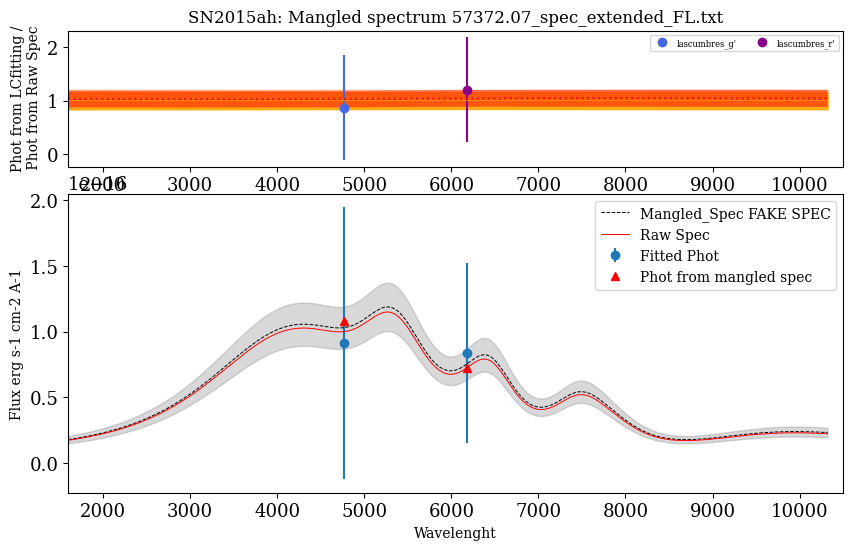 SN2015ah: Mangled spectrum 57372.07_spec_extended_FL.txt
Phot from LCfitting /
Phot from Raw Spec
2
1
0
lascumbres_g'
lascumbres_r'
2000 3000 4000 5000 6000 7000 8000 9000 10000
1e−16
Flux erg s-1 cm-2 A-1
2.0
1.5
1.0
0.5
0.0
Mangled_Spec FAKE SPEC
Raw Spec
Fitted Phot
Phot from mangled spec
2000 3000 4000 5000 6000 7000 8000 9000 10000
Wavelenght